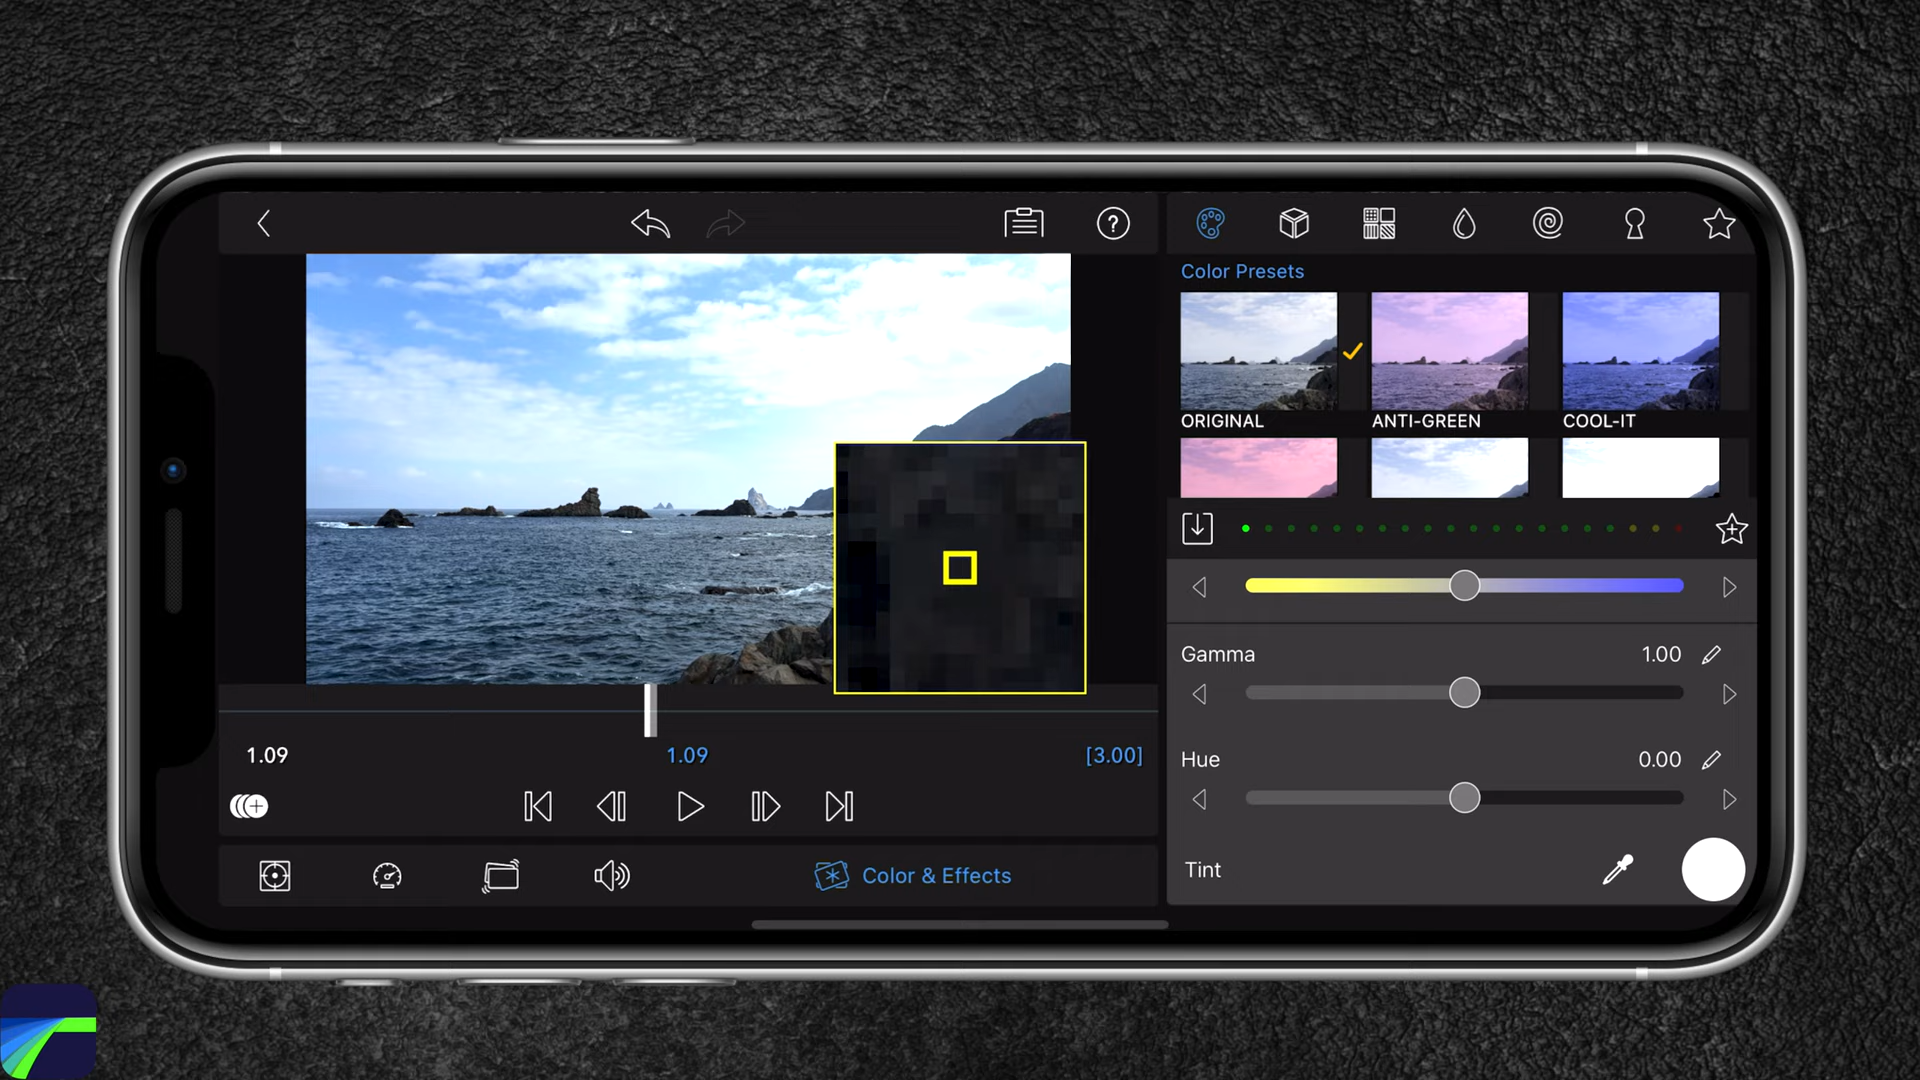 Color Presets
ORIGINAL
ANTI-GREEN
COOL-IT
Gamma
1.00
Hue
0.00
Tint
1.09
1.09
[3.00]
Color & Effects